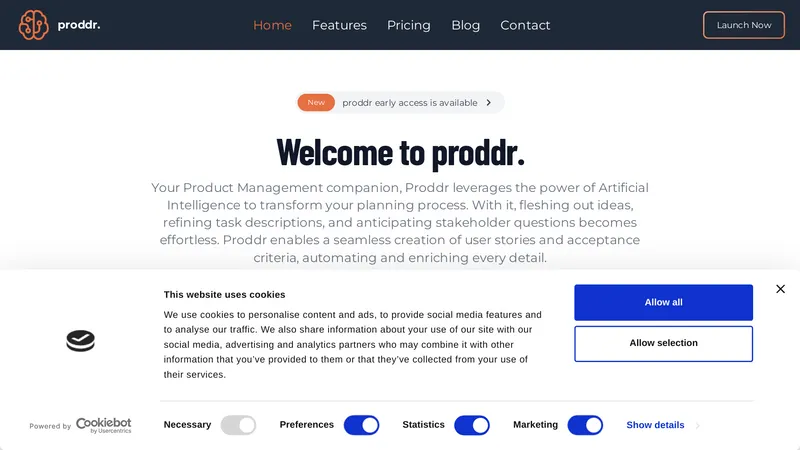 proddr.
Home Features Pricing Blog Contact
Launch Now
New proddr early access is available
Welcome to proddr.
Your Product Management companion, Proddr leverages the power of Artificial
Intelligence to transform your planning process. With it, fleshing out ideas,
refining task descriptions, and anticipating stakeholder questions becomes
effortless. Proddr enables a seamless creation of user stories and acceptance
criteria, automating and enriching every detail.
This website uses cookies
We use cookies to personalise content and ads, to provide social media features and
to analyse our traffic. We also share information about your use of our site with our
social media, advertising and analytics partners who may combine it with other
information that you’ve provided to them or that they’ve collected from your use of
their services.
Allow all
Allow selection
Powered by Cookiebot
by Usercentrics
Necessary Preferences Statistics Marketing Show details